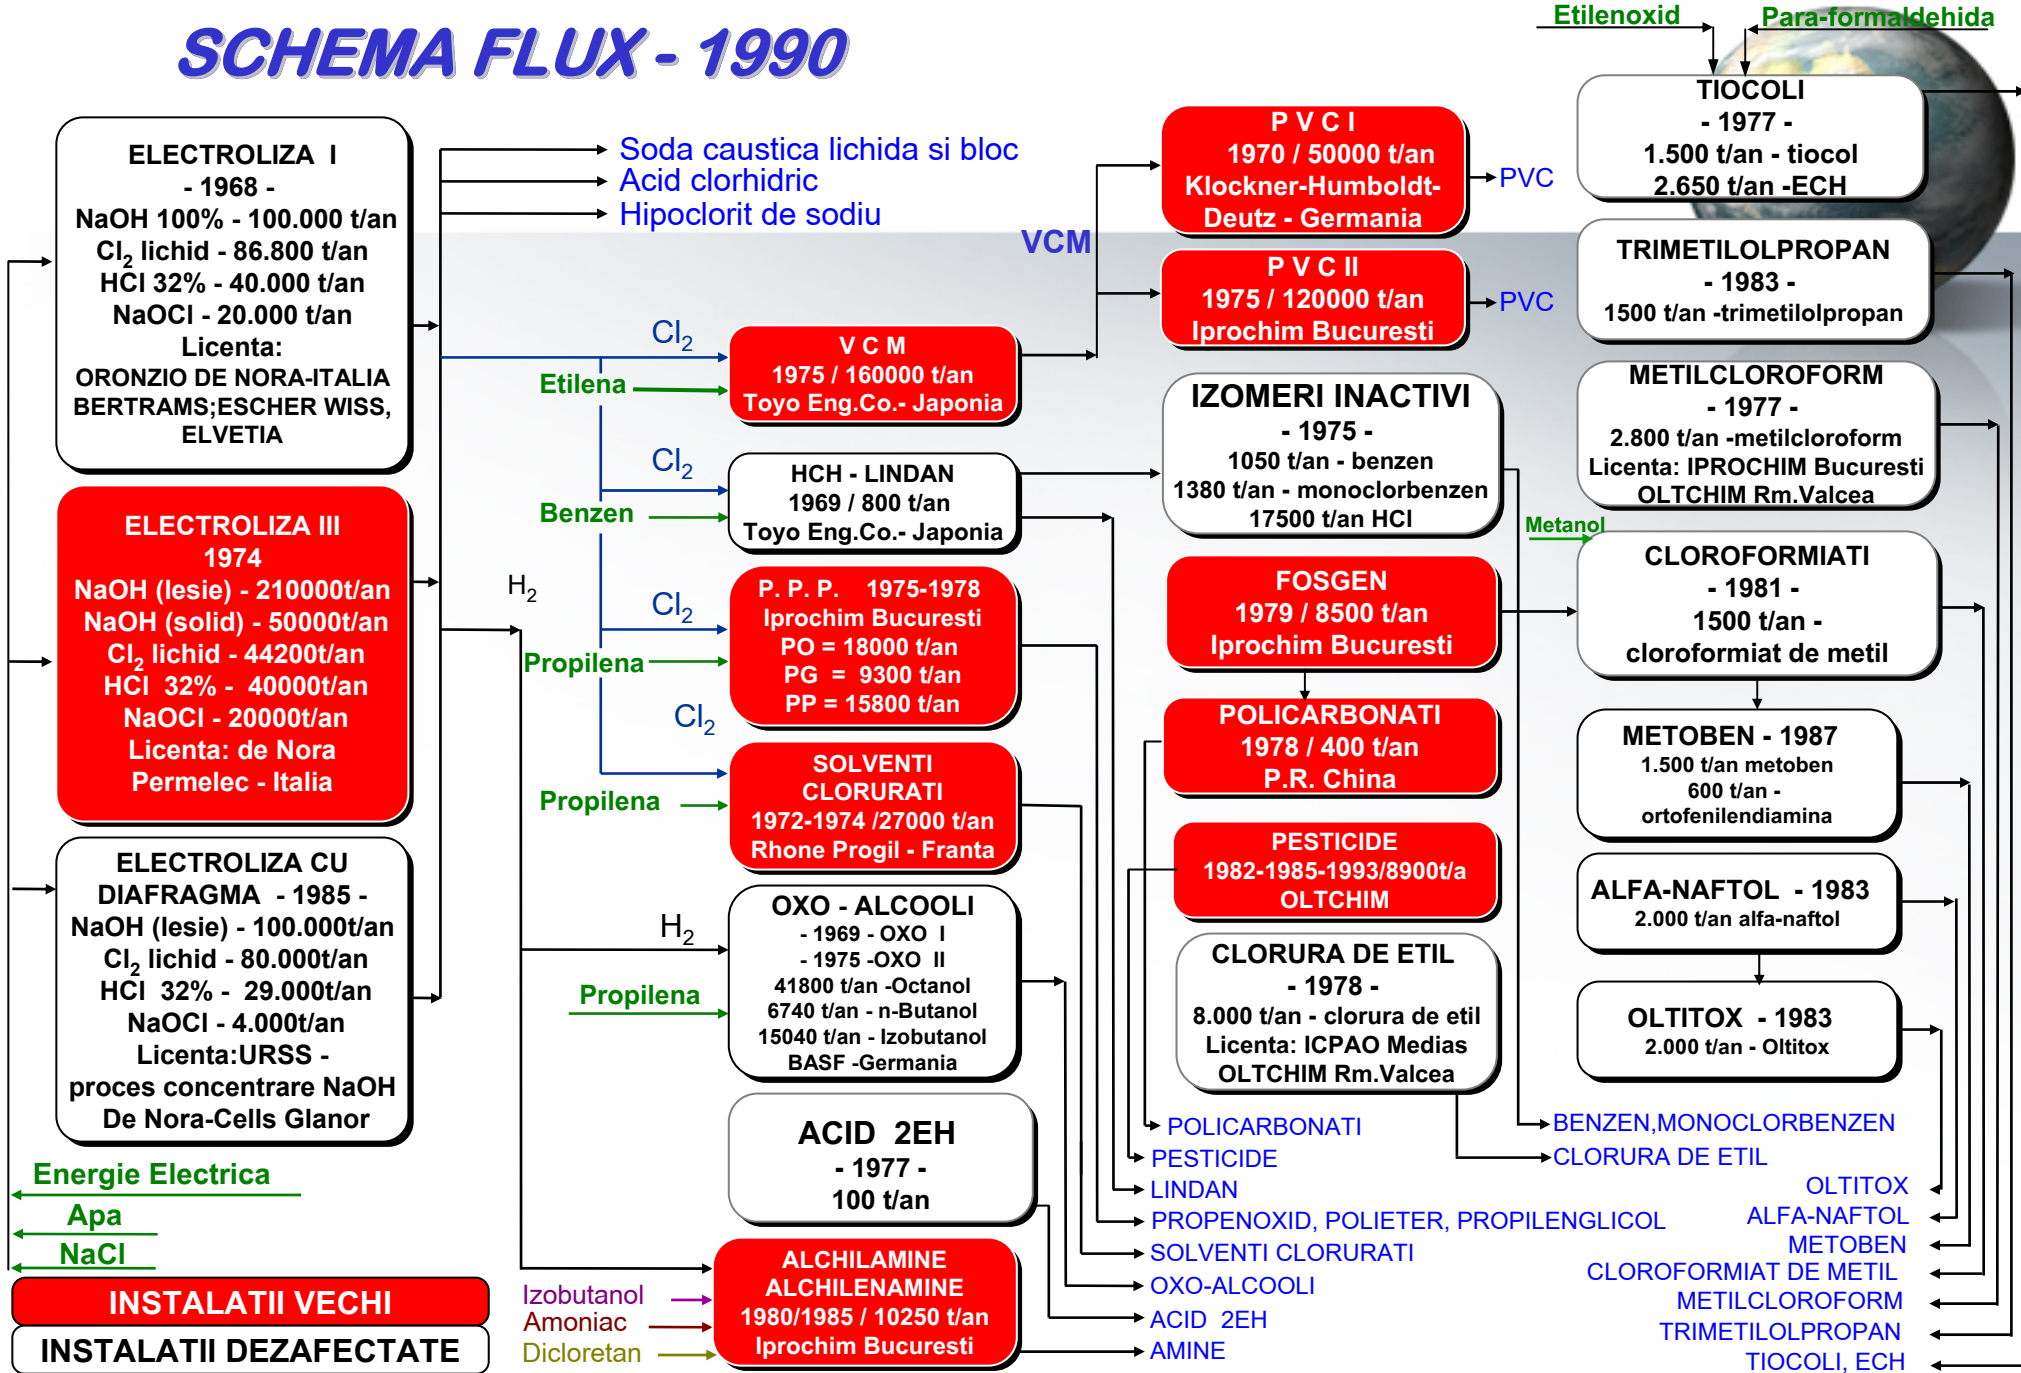 SCHEMA FLUX - 1990
ELECTROLIZA I
- 1968 -
NaOH 100% - 100.000 t/an
Cl₂ lichid - 86.800 t/an
HCl 32% - 40.000 t/an
NaOCl - 20.000 t/an
Licenta:
ORONZIO DE NORA-ITALIA
BERTRAMS;ESCHER WISS,
ELVETIA
ELECTROLIZA III
1974
NaOH (lesie) - 210000t/an
NaOH (solid) - 50000t/an
Cl₂ lichid - 44200t/an
HCl 32% - 40000t/an
NaOCl - 20000t/an
Licenta: de Nora
Permelec - Italia
ELECTROLIZA CU
DIAFRAGMA - 1985 -
NaOH (lesie) - 100.000t/an
Cl₂ lichid - 80.000t/an
HCl 32% - 29.000t/an
NaOCl - 4.000t/an
Licenta:URSS -
proces concentrare NaOH
De Nora-Cells Glanor
Energie Electrica
Apa
NaCl
INSTALATII VECHI
INSTALATII DEZAFECTATE
Soda caustica lichida si bloc
Acid clorhidric
Hipoclorit de sodiu
H₂
Cl₂
Etilena
V C M
1975 / 160000 t/an
Toyo Eng.Co.- Japonia
Cl₂
Benzen
HCH - LINDAN
1969 / 800 t/an
Toyo Eng.Co.- Japonia
Cl₂
Propilena
P. P. P. 1975-1978
Iprochim Bucuresti
PO = 18000 t/an
PG = 9300 t/an
PP = 15800 t/an
Cl₂
Propilena
SOLVENTI
CLORURATI
1972-1974 /27000 t/an
Rhone Progil - Franta
H₂
Propilena
OXO - ALCOOLI
- 1969 - OXO I
- 1975 -OXO II
41800 t/an -Octanol
6740 t/an - n-Butanol
15040 t/an - Izobutanol
BASF -Germania
ACID 2EH
- 1977 -
100 t/an
Izobutanol
Amoniac
Dicloretan
ALCHILAMINE
ALCHILENAMINE
1980/1985 / 10250 t/an
Iprochim Bucuresti
VCM
P V C I
1970 / 50000 t/an
Klockner-Humboldt-
Deutz - Germania
PVC
P V C II
1975 / 120000 t/an
Iprochim Bucuresti
PVC
IZOMERI INACTIVI
- 1975 -
1050 t/an - benzen
1380 t/an - monoclorbenzen
17500 t/an HCl
FOSGEN
1979 / 8500 t/an
Iprochim Bucuresti
POLICARBONATI
1978 / 400 t/an
P.R. China
PESTICIDE
1982-1985-1993/8900t/a
OLTCHIM
CLORURA DE ETIL
- 1978 -
8.000 t/an - clorura de etil
Licenta: ICPAO Medias
OLTCHIM Rm.Valcea
POLICARBONATI
PESTICIDE
LINDAN
PROPENOXID, POLIETER, PROPILENGLICOL
SOLVENTI CLORURATI
OXO-ALCOOLI
ACID 2EH
AMINE
Etilenoxid
Para-formaldehida
TIOCOLI
- 1977 -
1.500 t/an - tiocol
2.650 t/an -ECH
TRIMETILOLPROPAN
- 1983 -
1500 t/an -trimetilolpropan
METILCLOROFORM
- 1977 -
2.800 t/an -metilcloroform
Licenta: IPROCHIM Bucuresti
OLTCHIM Rm.Valcea
Metanol
CLOROFORMIATI
- 1981 -
1500 t/an -
cloroformiat de metil
METOBEN - 1987
1.500 t/an metoben
600 t/an -
ortofenilendiamina
ALFA-NAFTOL - 1983
2.000 t/an alfa-naftol
OLTITOX - 1983
2.000 t/an - Oltitox
BENZEN,MONOCLORBENZEN
CLORURA DE ETIL
OLTITOX
ALFA-NAFTOL
METOBEN
CLOROFORMIAT DE METIL
METILCLOROFORM
TRIMETILOLPROPAN
TIOCOLI, ECH